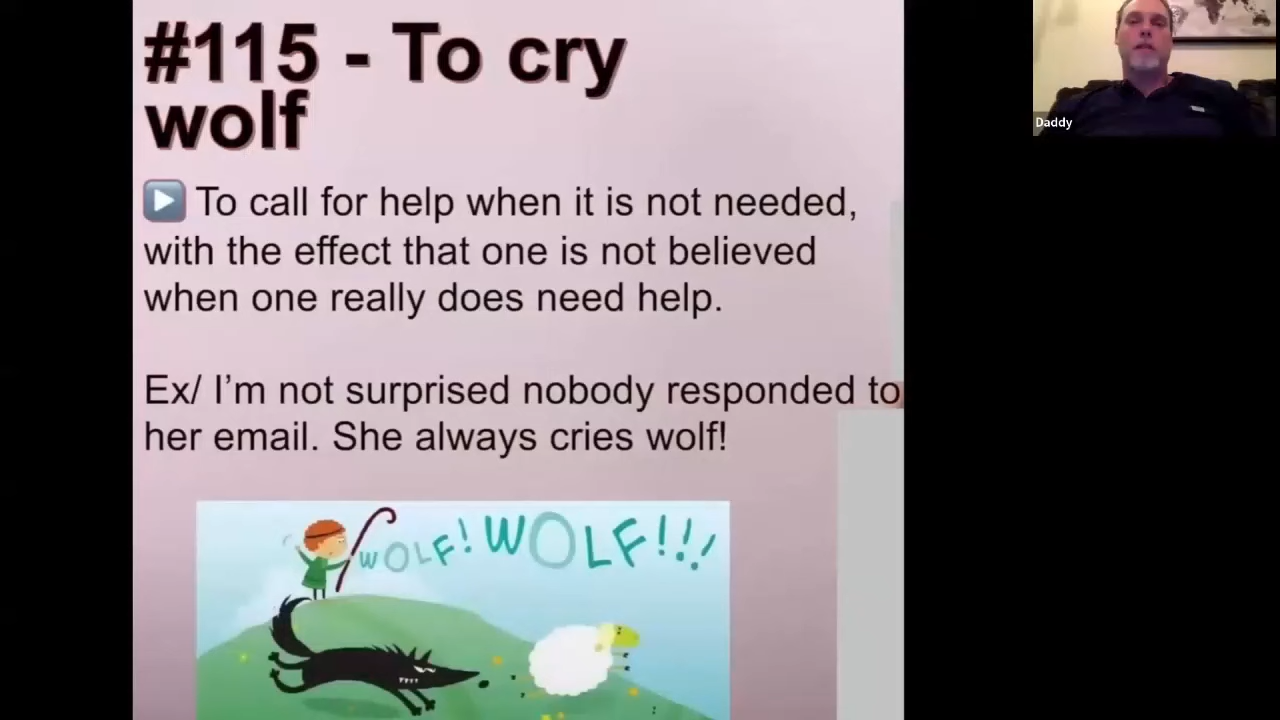 #115 - To cry
wolf
▶️ To call for help when it is not needed,
with the effect that one is not believed
when one really does need help.
Ex/ I’m not surprised nobody responded to
her email. She always cries wolf!
WOLF! WOLF!!!
Daddy